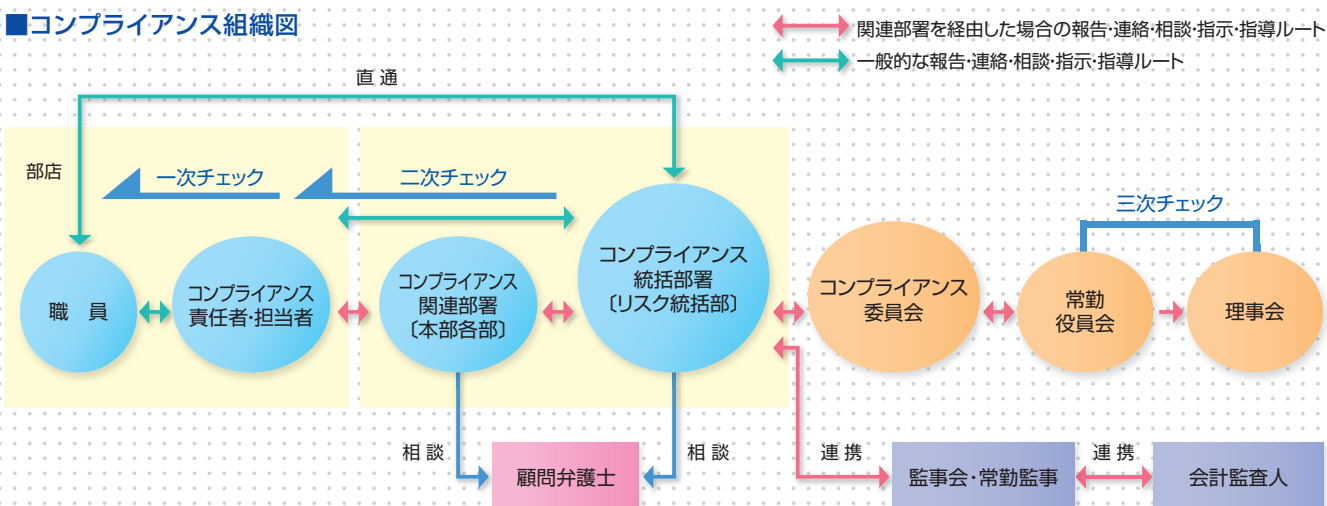 ■コンプライアンス組織図
関連部署を経由した場合の報告・連絡・相談・指示・指導ルート
一般的な報告・連絡・相談・指示・指導ルート
直通
部店
一次チェック
二次チェック
三次チェック
職員
コンプライアンス
責任者・担当者
コンプライアンス
関連部署
〔本部各部〕
コンプライアンス
統括部署
〔リスク統括部〕
コンプライアンス
委員会
常勤
役員会
理事会
相談
顧問弁護士
相談
連携
監事会・常勤監事
連携
会計監査人